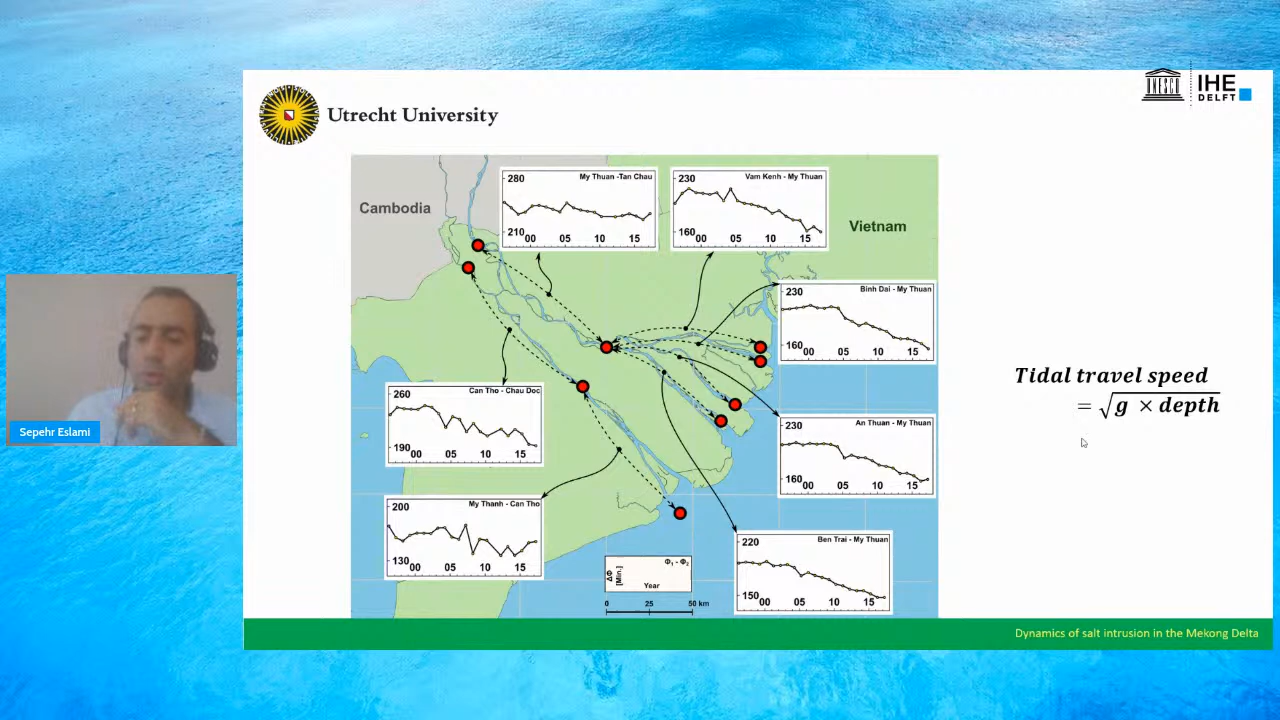 Utrecht University
UNESCO
IHE
DELFT
Cambodia
Vietnam
280
My Thuan -Tan Chau
210
00 05 10 15
230
Vam Kenh - My Thuan
160
00 05 10 15
230
Binh Dai - My Thuan
160
00 05 10 15
260
Can Tho - Chau Doc
190
00 05 10 15
230
An Thuan - My Thuan
160
00 05 10 15
200
My Thanh - Can Tho
130
00 05 10 15
220
Ben Trai - My Thuan
150
00 05 10 15
ΔΦ
[Min.]
Φ₁ - Φ₂
Year
0 25 50 km
Tidal travel speed
= √g × depth
Sepehr Eslami
Dynamics of salt intrusion in the Mekong Delta